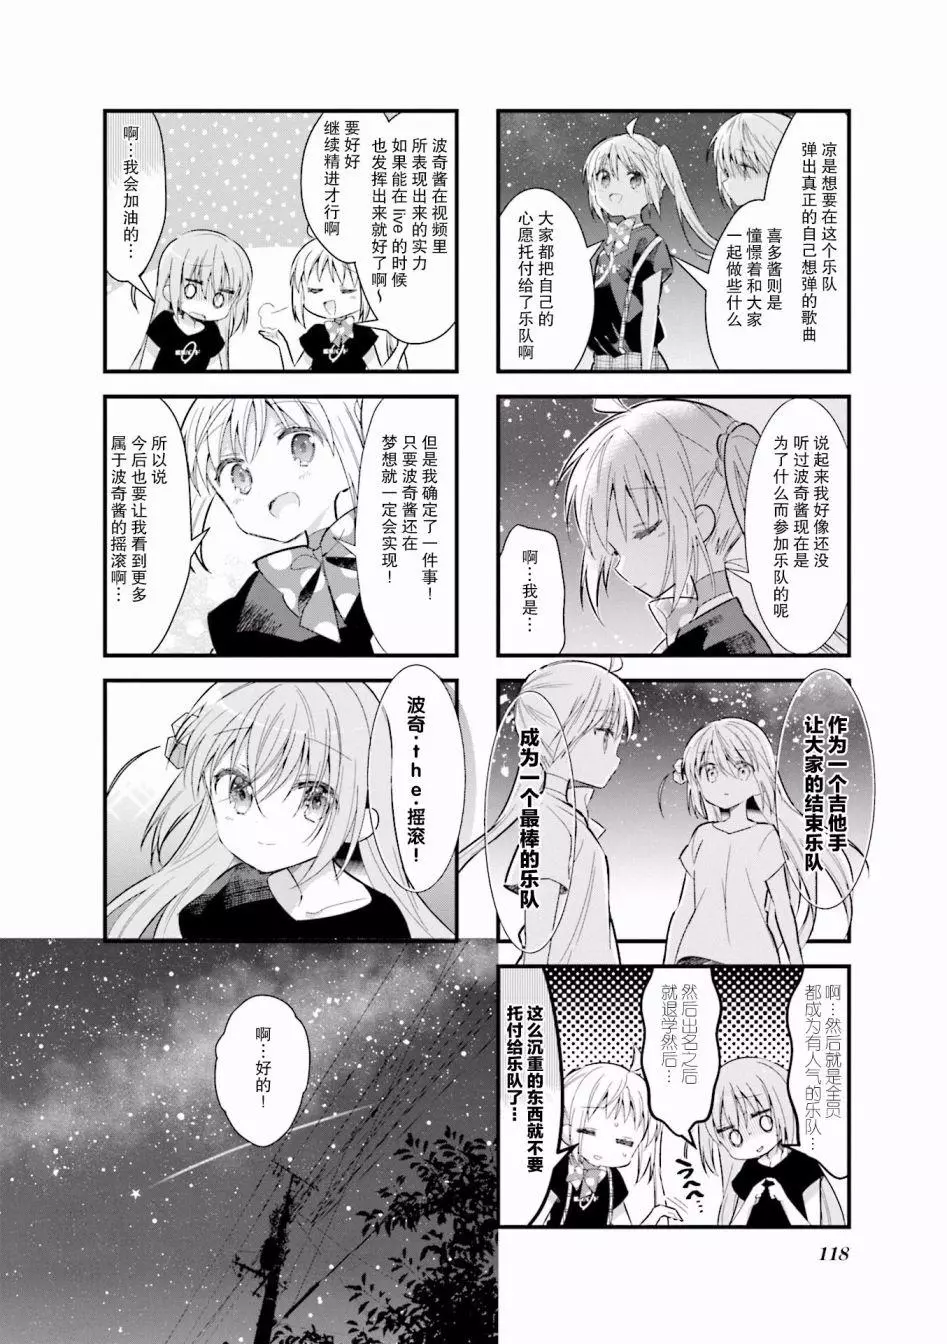 凉是想要在这个乐队
弹出真正的自己想弹的歌曲
喜多酱则是
憧憬着和大家
一起做些什么
大家都把自己的
心愿托付给了乐队啊
说起来我好像还没
听过波奇酱现在是
为了什么而参加乐队的呢
啊…我是…
作为一个吉他手
让大家的结束乐队
成为一个最棒的乐队
啊…然后就是全员
都成为有人气的乐队…
然后出名之后
就退学然后…
这么沉重的东西就不要
托付给乐队了…
波奇酱在视频里
所表现出来的实力
如果能在 live 的时候
也发挥出来就好了啊~
要好好
继续精进才行啊
啊…我会加油的…
但是我确定了一件事！
只要波奇酱还在
梦想就一定会实现！
所以说
今后也要让我看到更多
属于波奇酱的摇滚啊…
波奇·the·摇滚！
啊…好的！
118